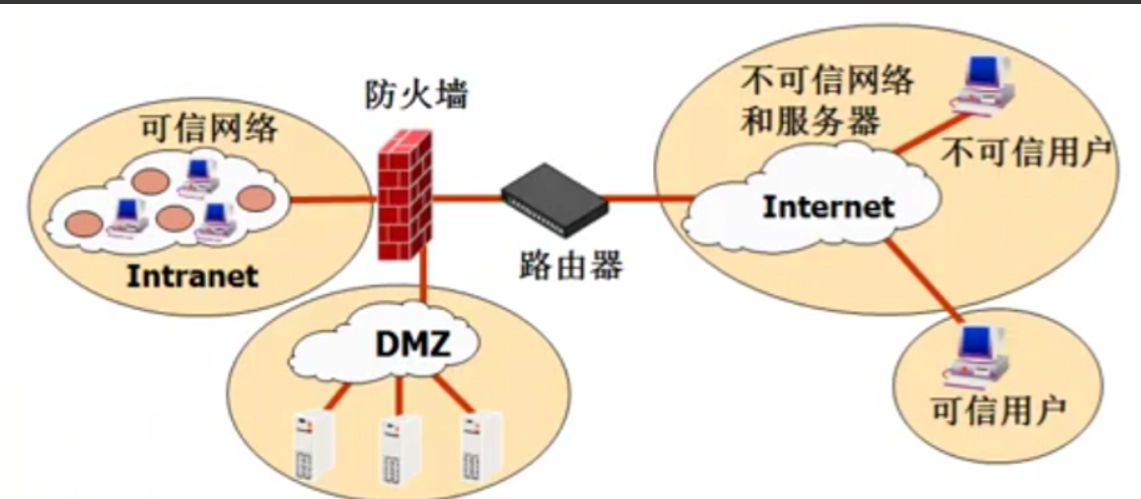 防火墙
可信网络
Intranet
路由器
不可信网络
和服务器
不可信用户
Internet
DMZ
可信用户